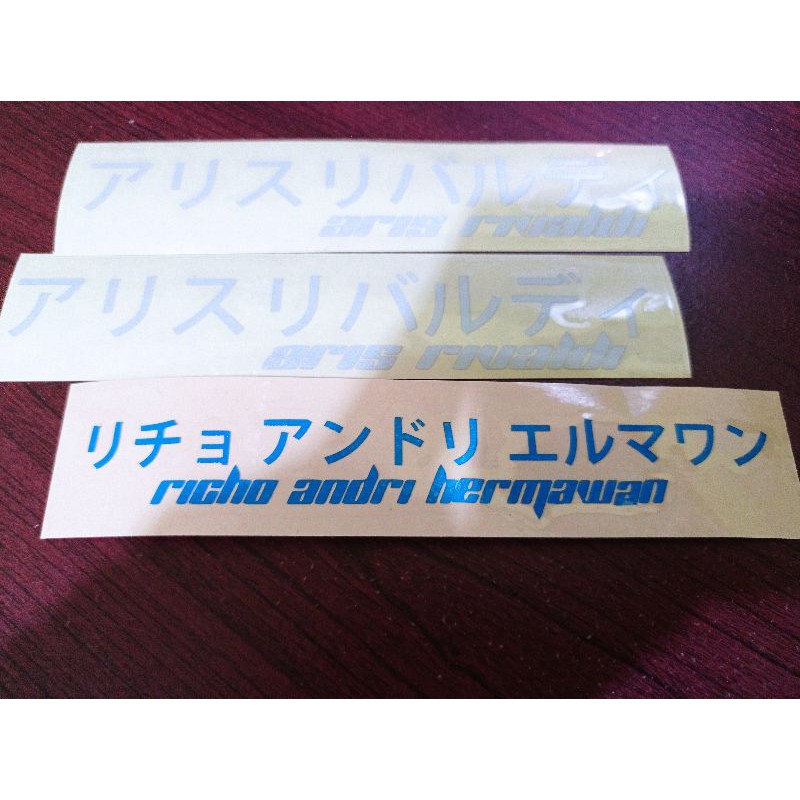 アリスリバルディ
aris rivaldi
アリスリバルディ
aris rivaldi
リチョ アンドリ エルマワン
richo andri hermawan